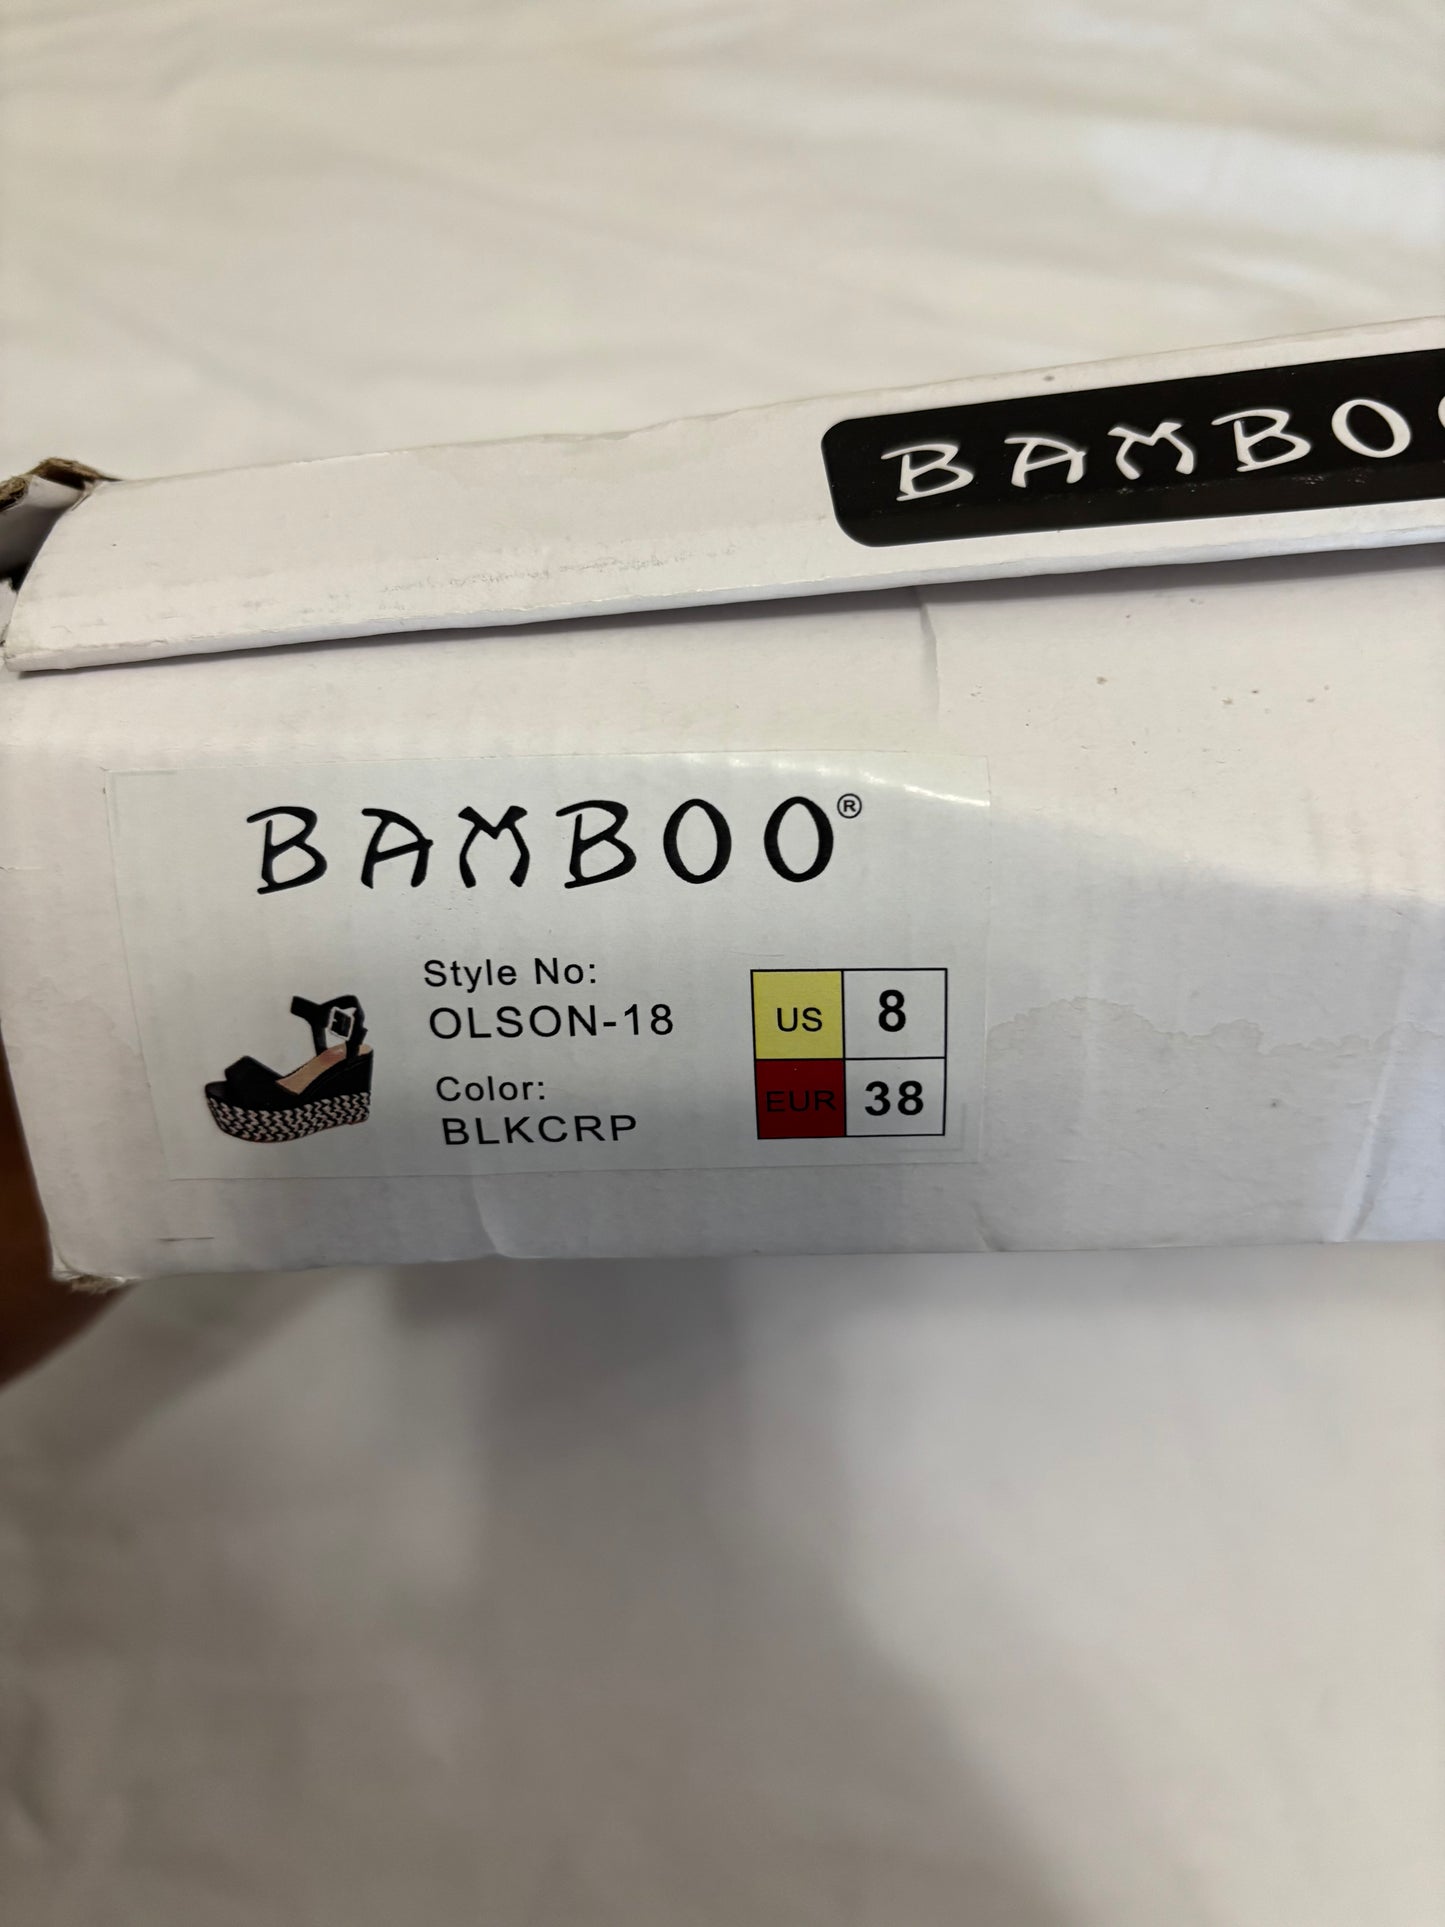 BAMBOO
BAMBOO®
Style No:
OLSON-18
Color:
BLKCRP
US 8
EUR 38